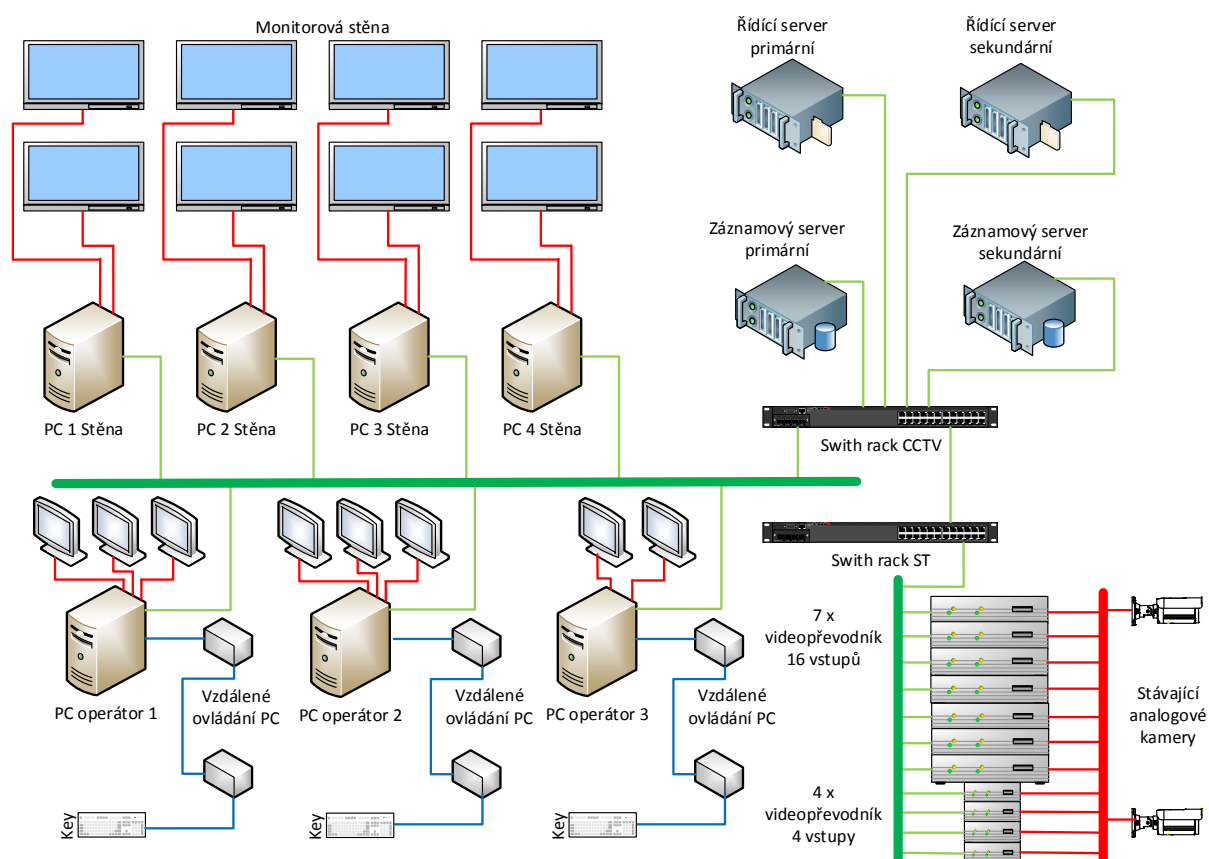 Monitorová stěna
Řídící server
primární
Řídící server
sekundární
Záznamový server
primární
Záznamový server
sekundární
PC 1 Stěna
PC 2 Stěna
PC 3 Stěna
PC 4 Stěna
Swith rack CCTV
Swith rack ST
7 x
videopřevodník
16 vstupů
Vzdálené
ovládání PC
Vzdálené
ovládání PC
Vzdálené
ovládání PC
PC operátor 1
PC operátor 2
PC operátor 3
Stávající
analogové
kamery
4 x
videopřevodník
4 vstupy
Key
Key
Key